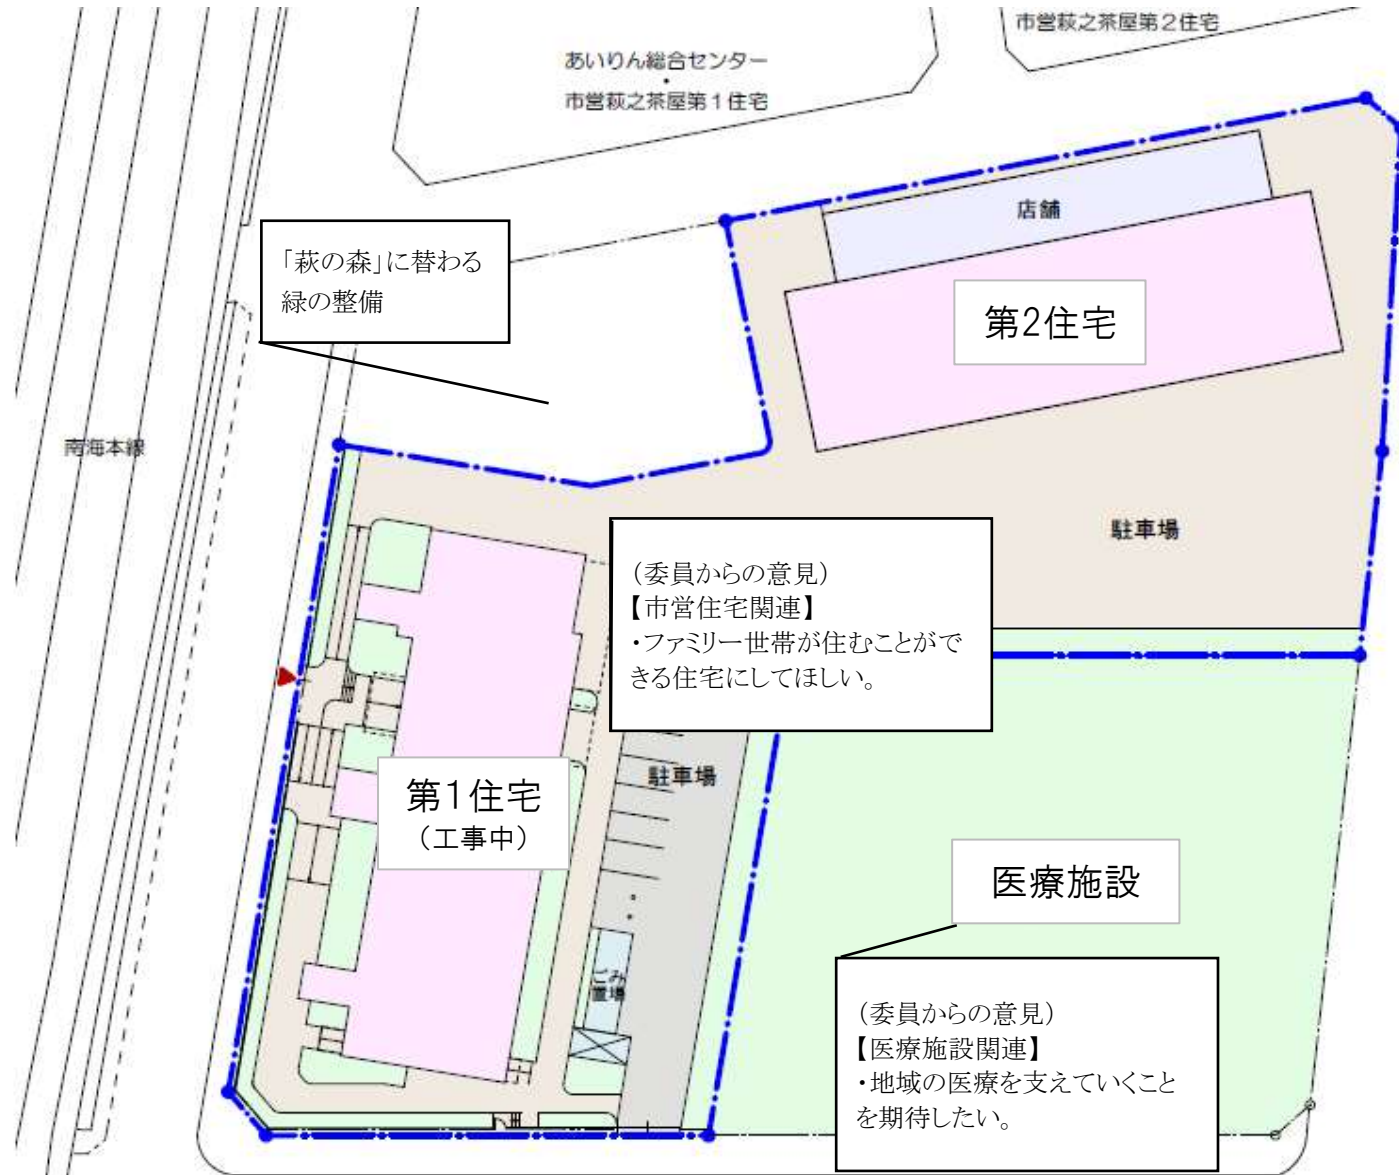 市営萩之茶屋第2住宅
あいりん総合センター
・
市営萩之茶屋第1住宅
店舗
「萩の森」に替わる
緑の整備
第2住宅
南海本線
駐車場
（委員からの意見）
【市営住宅関連】
・ファミリー世帯が住むことがで
きる住宅にしてほしい。
駐車場
第1住宅
（工事中）
医療施設
ごみ
置場
（委員からの意見）
【医療施設関連】
・地域の医療を支えていくこと
を期待したい。